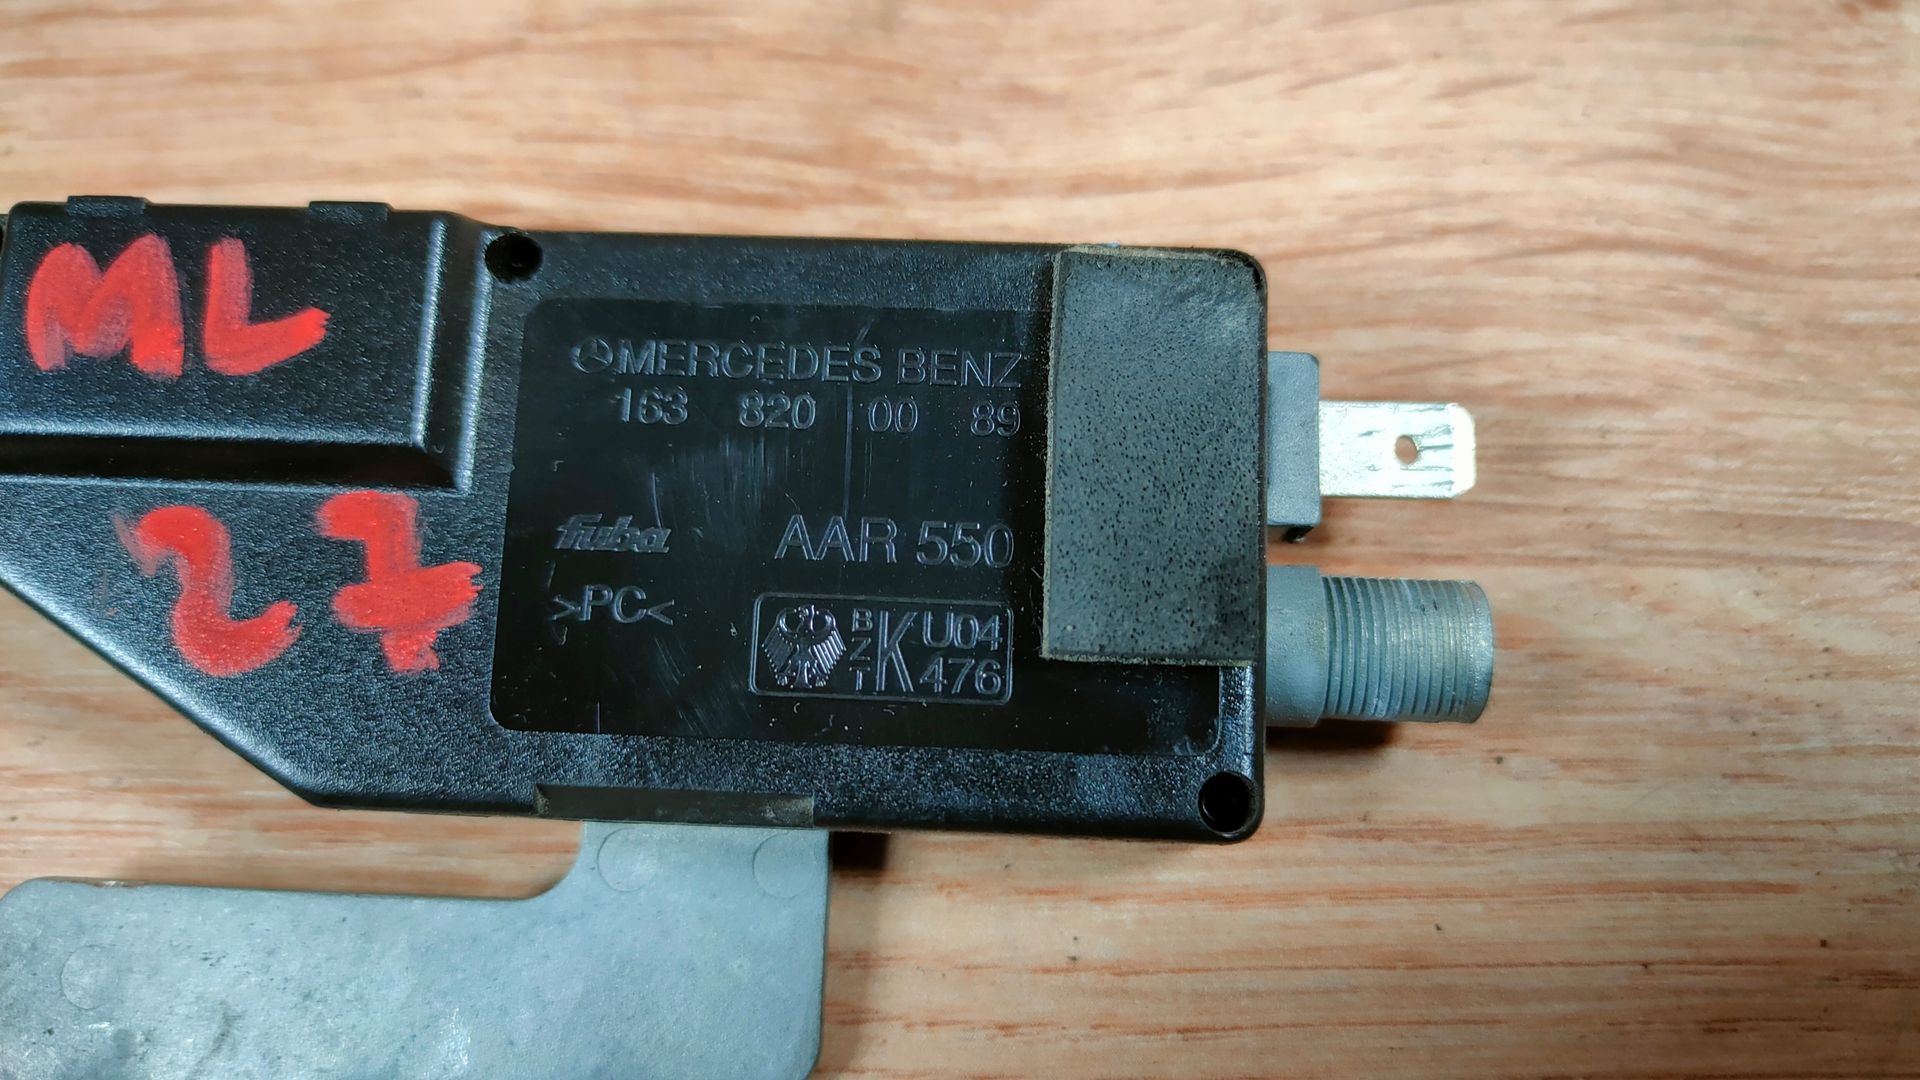 ML
27
MERCEDES BENZ
163 820 00 89
fuba AAR 550
>PC<
BZT K U04 476